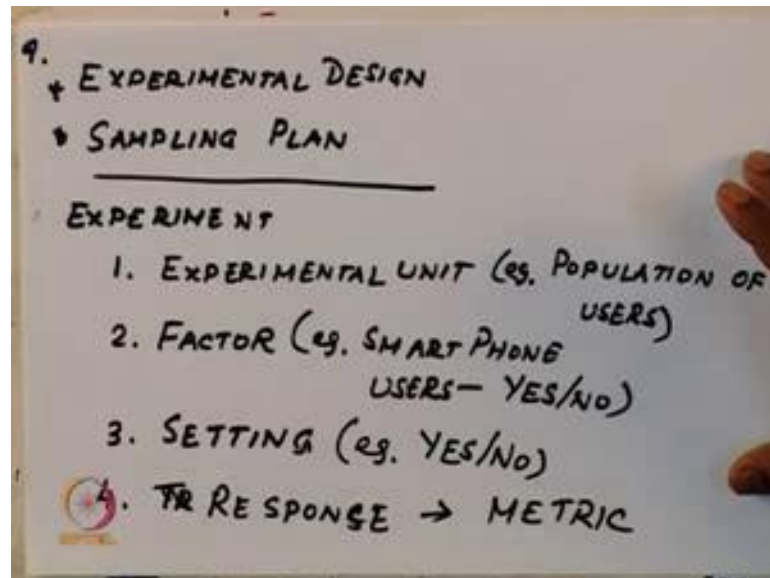 9.
+ EXPERIMENTAL DESIGN
• SAMPLING PLAN
EXPERIMENT
1. EXPERIMENTAL UNIT (eg. POPULATION OF
USERS)
2. FACTOR (eg. SMART PHONE
USERS— YES/NO)
3. SETTING (eg. YES/NO)
4. RESPONSE → METRIC